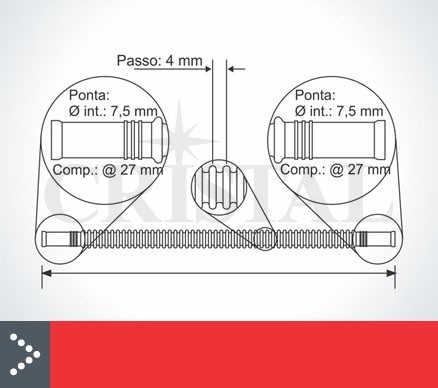 Passo: 4 mm
Ponta:
Ø int.: 7,5 mm
Comp.: @ 27 mm
Ponta:
Ø int.: 7,5 mm
Comp.: @ 27 mm
CRISTAL